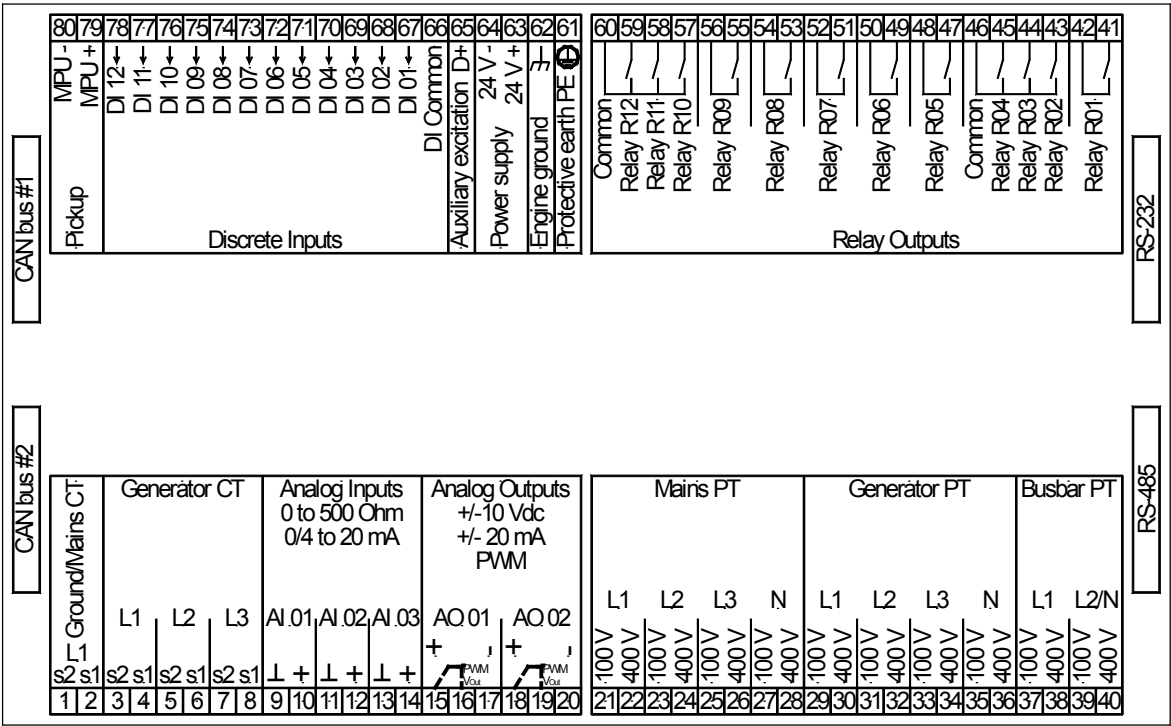 80 79 78 77 76 75 74 73 72 71 70 69 68 67 66 65 64 63 62 61
MPU -
MPU +
Pickup
DI 12
DI 11
DI 10
DI 09
DI 08
DI 07
DI 06
DI 05
DI 04
DI 03
DI 02
DI 01
DI Common
Discrete Inputs
Auxiliary excitation D+
24 V -
24 V +
Power supply
Engine ground
Protective earth PE
60 59 58 57 56 55 54 53 52 51 50 49 48 47 46 45 44 43 42 41
Common
Relay R12
Relay R11
Relay R10
Relay R09
Relay R08
Relay R07
Relay R06
Relay R05
Common
Relay R04
Relay R03
Relay R02
Relay R01
Relay Outputs
CAN bus #1
RS-232
CAN bus #2
RS-485
L1 Ground/Mains CT
s2 s1
Generator CT
L1 L2 L3
s2 s1 s2 s1 s2 s1
Analog Inputs
0 to 500 Ohm
0/4 to 20 mA
AI 01 AI 02 AI 03
⊥ + ⊥ + ⊥ +
Analog Outputs
+/-10 Vdc
+/- 20 mA
PWM
AO 01 AO 02
+ +
PWM PWM
VOut VOut
1 2 3 4 5 6 7 8 9 10 11 12 13 14 15 16 17 18 19 20
Mains PT
L1 L2 L3 N
100 V 400 V 100 V 400 V 100 V 400 V 100 V 400 V
Generator PT
L1 L2 L3 N
100 V 400 V 100 V 400 V 100 V 400 V 100 V 400 V
Busbar PT
L1 L2/N
100 V 400 V 100 V 400 V
21 22 23 24 25 26 27 28 29 30 31 32 33 34 35 36 37 38 39 40